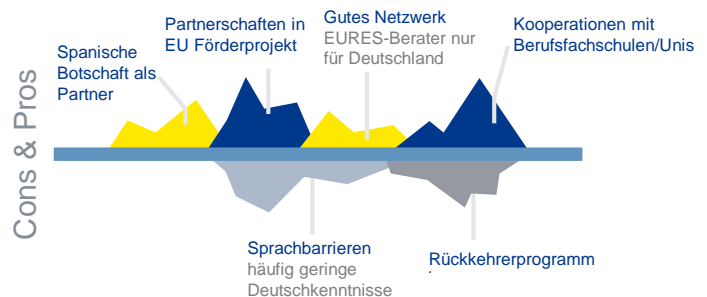 Cons & Pros
Spanische
Botschaft als
Partner
Partnerschaften in
EU Förderprojekt
Gutes Netzwerk
EURES-Berater nur
für Deutschland
Kooperationen mit
Berufsfachschulen/Unis
Sprachbarrieren
häufig geringe
Deutschkenntnisse
Rückkehrerprogramm